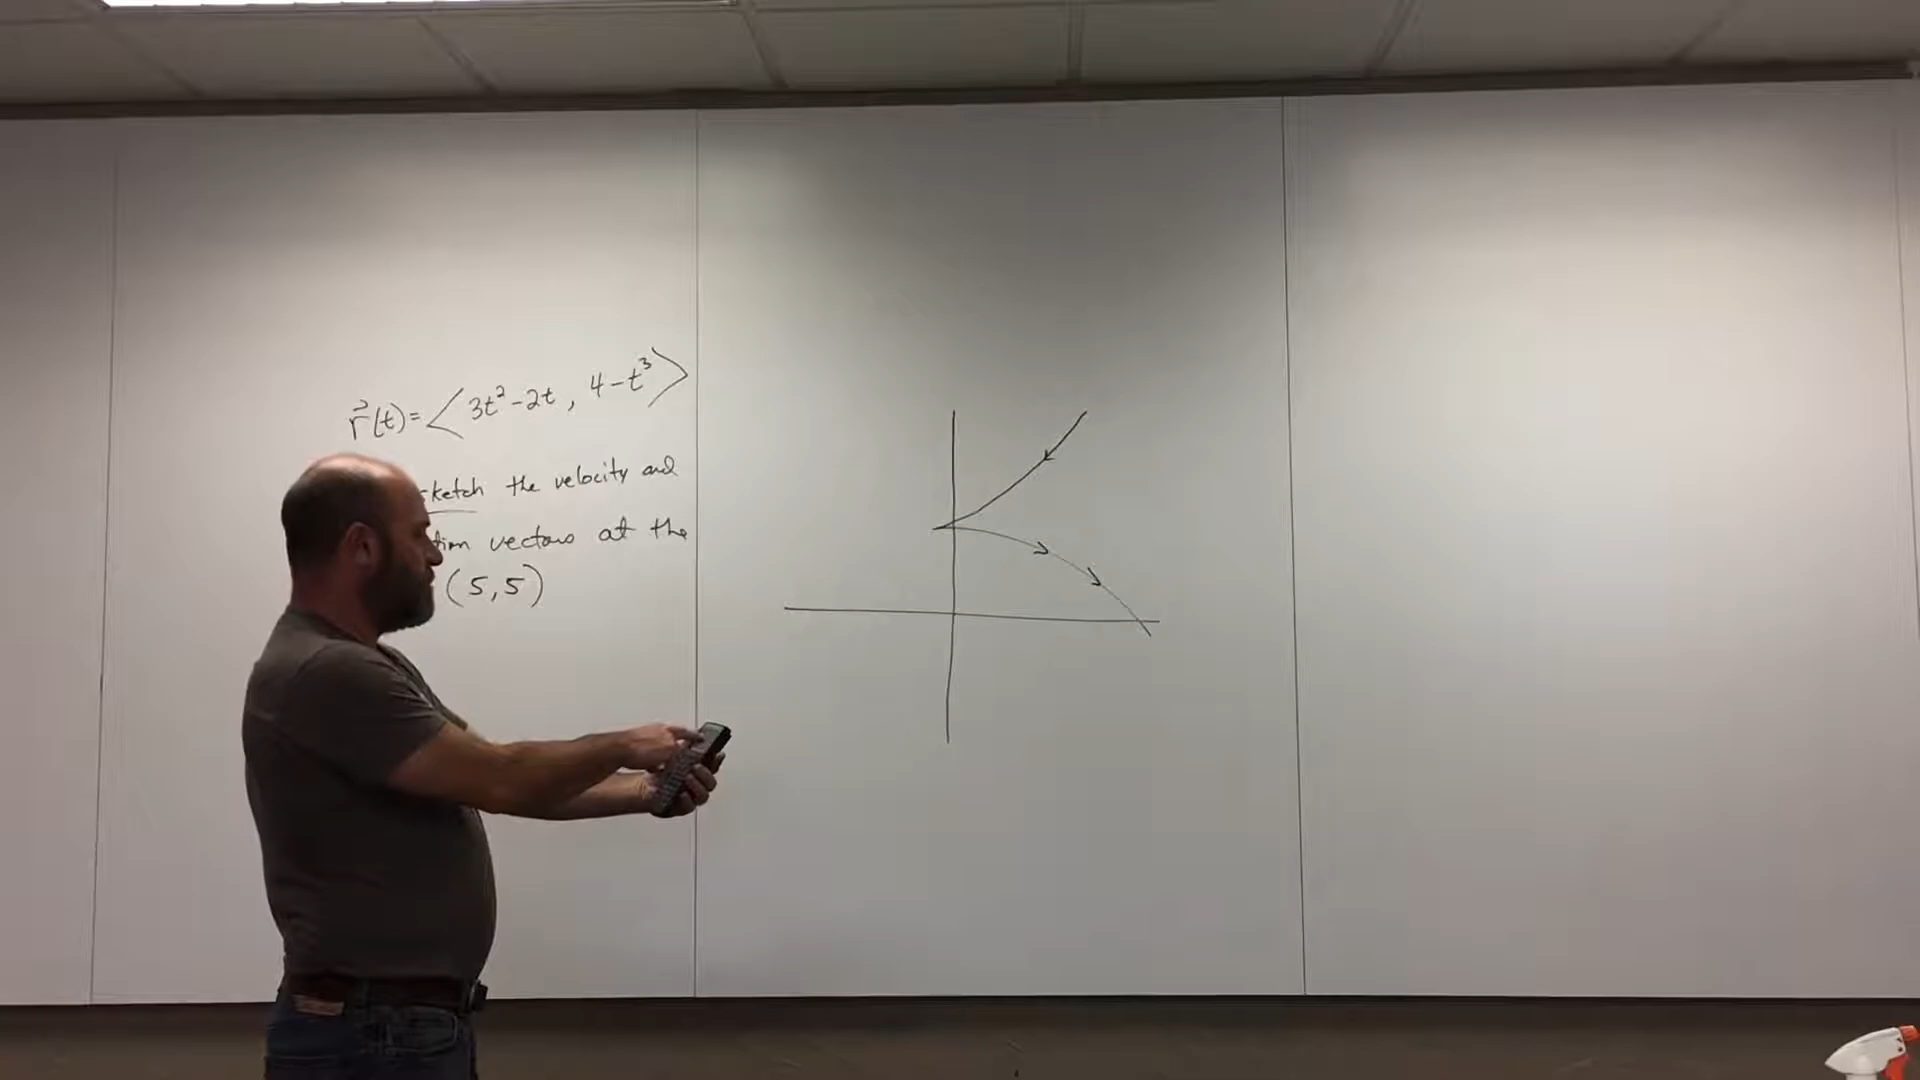 r⃗(t)=⟨3t²-2t, 4-t³⟩
the velocity and
vectors at the
(5,5)